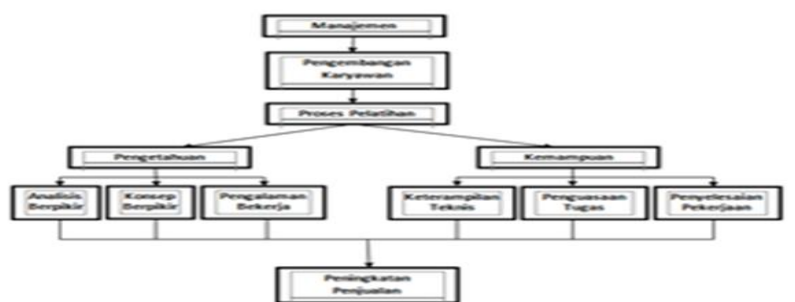 Manajemen
Pengembangan
Karyawan
Proses Pelatihan
Pengetahuan
Kemampuan
Analisis
Berpikir
Konsep
Berpikir
Pengalaman
Bekerja
Keterampilan
Teknis
Penguasaan
Tugas
Penyelesaian
Pekerjaan
Peningkatan
Penjualan